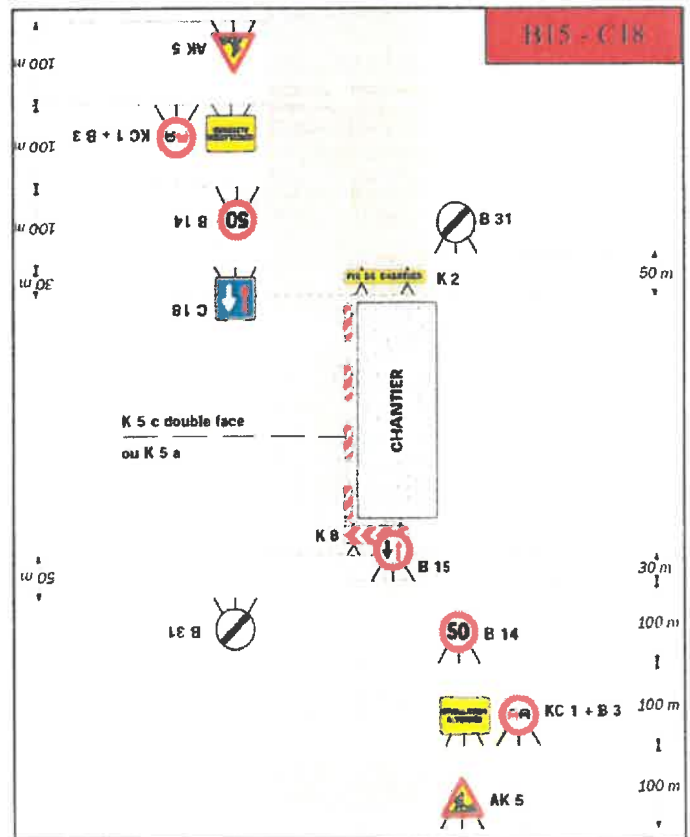 B15 - C18
AK 5
100 m
KC 1 + B 3
100 m
B 14
50
100 m
B 31
C 18
30 m
FIN DE CHANTIER
K 2
50 m
CHANTIER
K 5 c double face
ou K 5 a
K 8
B 15
50 m
30 m
B 31
50
B 14
100 m
KC 1 + B 3
100 m
AK 5
100 m